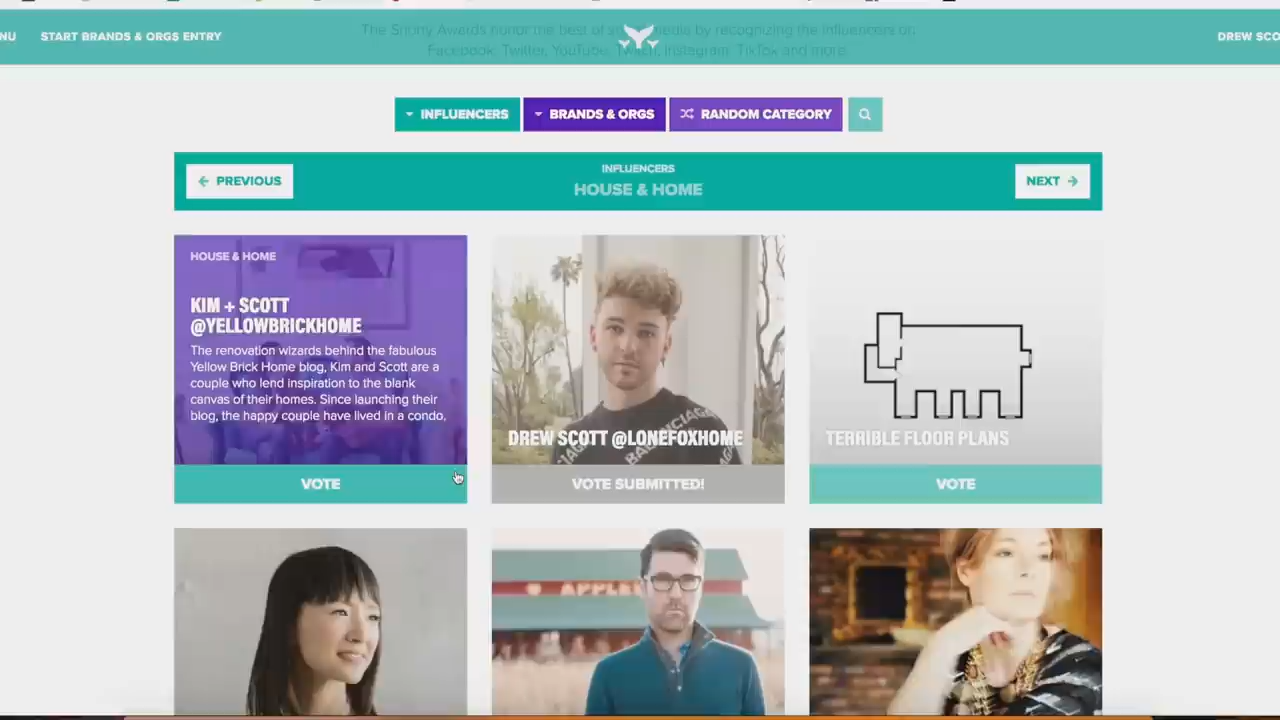 NU
START BRANDS & ORGS ENTRY
DREW SCO
The Shorty Awards honor the best of social media by recognizing the influencers on
Facebook, Twitter, YouTube, Twitch, Instagram, TikTok and more.
INFLUENCERS
BRANDS & ORGS
RANDOM CATEGORY
PREVIOUS
INFLUENCERS
HOUSE & HOME
NEXT
HOUSE & HOME
KIM + SCOTT
@YELLOWBRICKHOME
The renovation wizards behind the fabulous
Yellow Brick Home blog, Kim and Scott are a
couple who lend inspiration to the blank
canvas of their homes. Since launching their
blog, the happy couple have lived in a condo,
VOTE
BALENCIAGA
DREW SCOTT @LONEFOXHOME
VOTE SUBMITTED!
TERRIBLE FLOOR PLANS
VOTE
APPLE